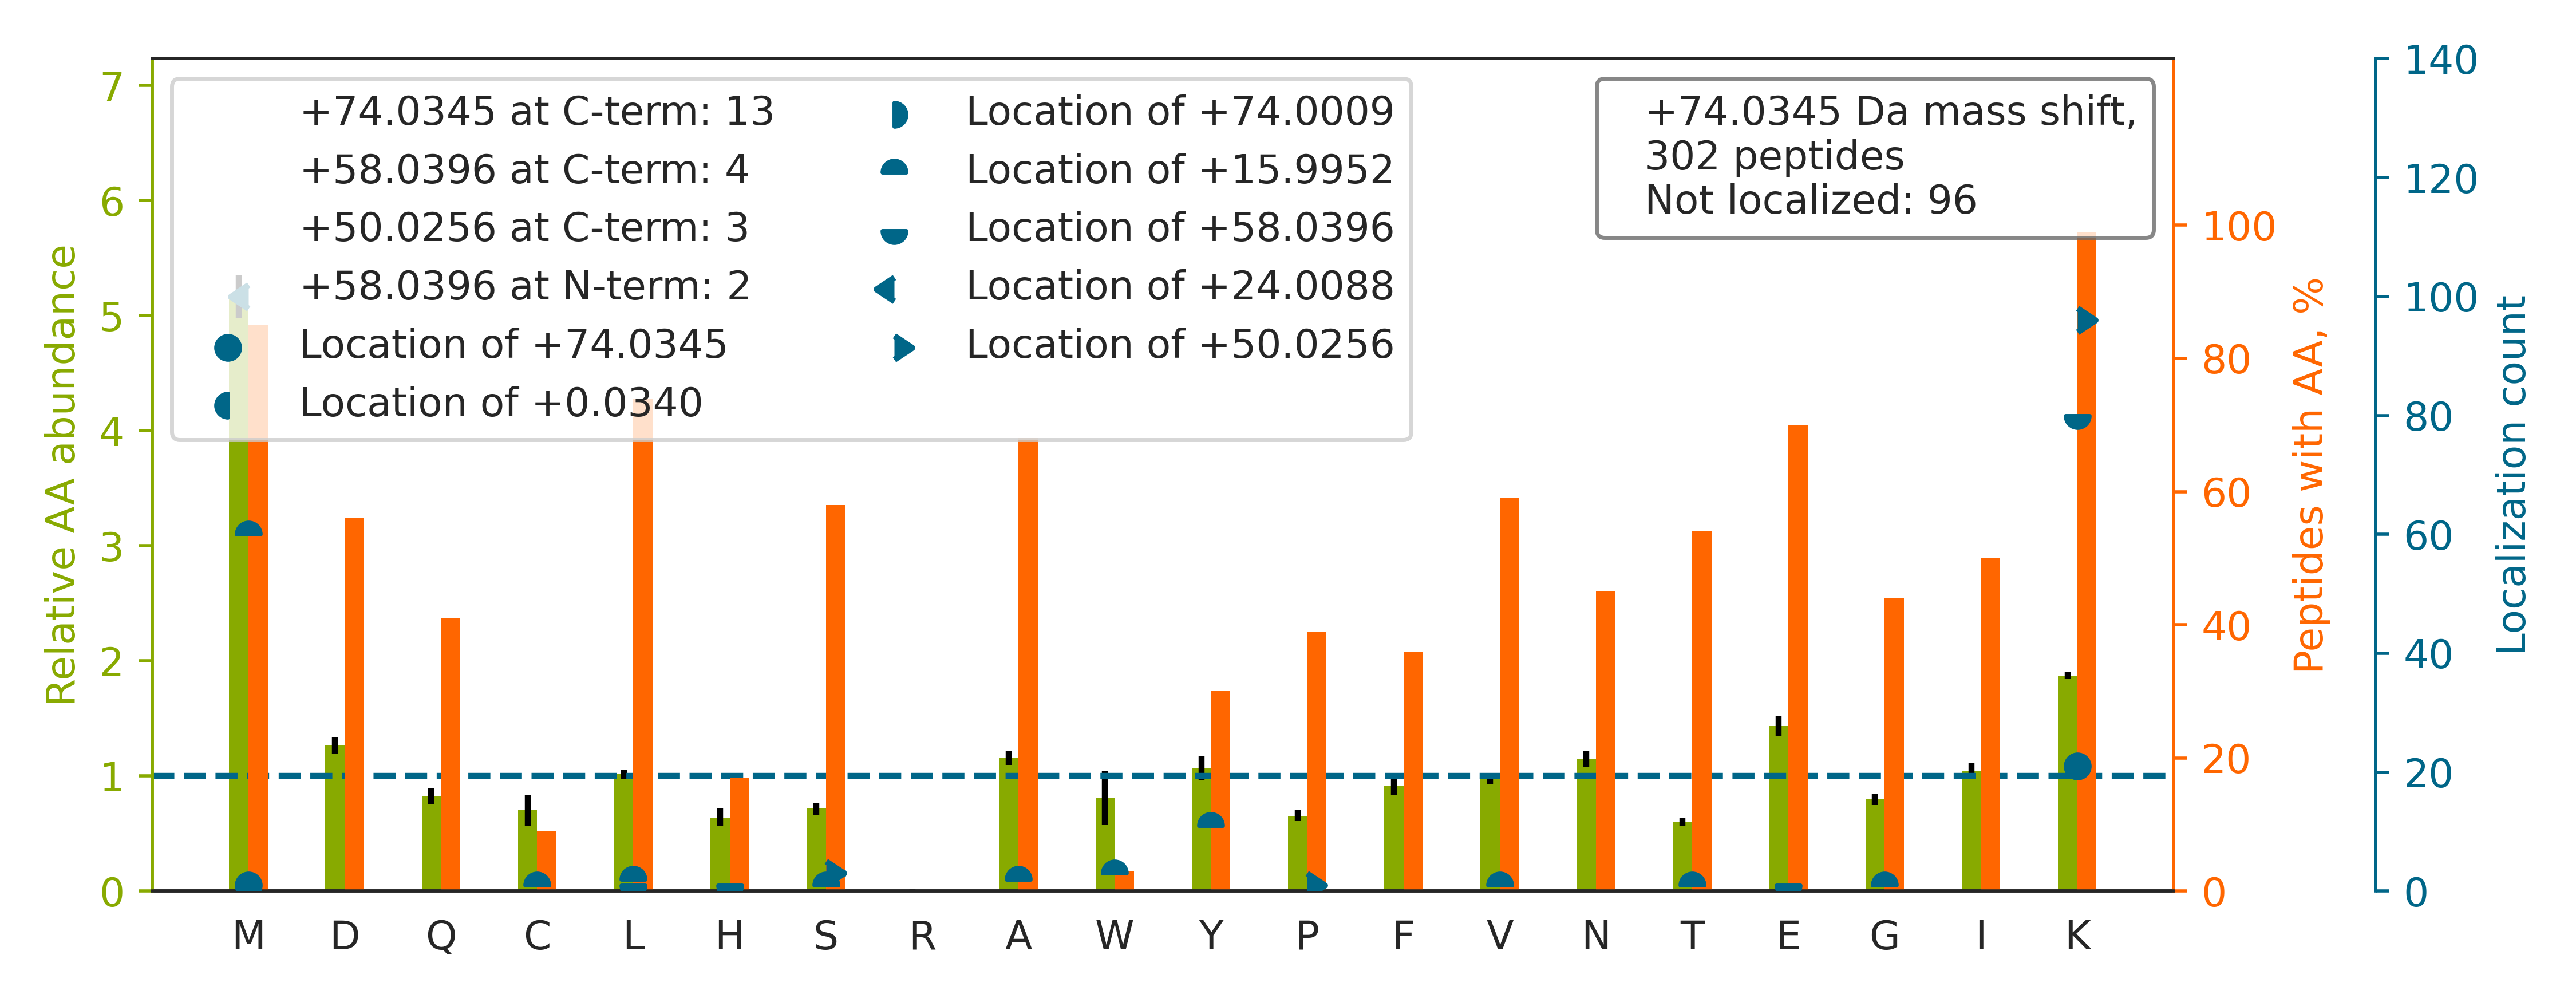 7
6
5
4
3
2
1
0
Relative AA abundance
+74.0345 at C-term: 13
+58.0396 at C-term: 4
+50.0256 at C-term: 3
+58.0396 at N-term: 2
Location of +74.0345
Location of +0.0340
Location of +74.0009
Location of +15.9952
Location of +58.0396
Location of +24.0088
Location of +50.0256
+74.0345 Da mass shift,
302 peptides
Not localized: 96
100
80
60
40
20
0
Peptides with AA, %
140
120
100
80
60
40
20
0
Localization count
M D Q C L H S R A W Y P F V N T E G I K